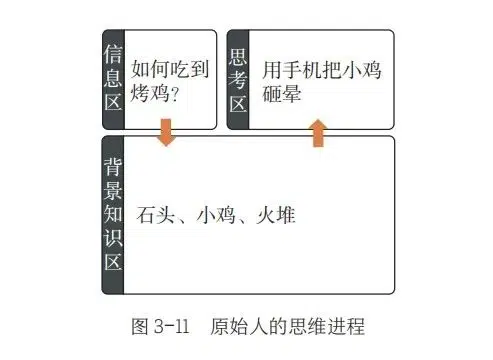 信息区
如何吃到
烤鸡？
思考区
用手机把小鸡
砸晕
背景知识区
石头、小鸡、火堆
图 3-11　原始人的思维进程